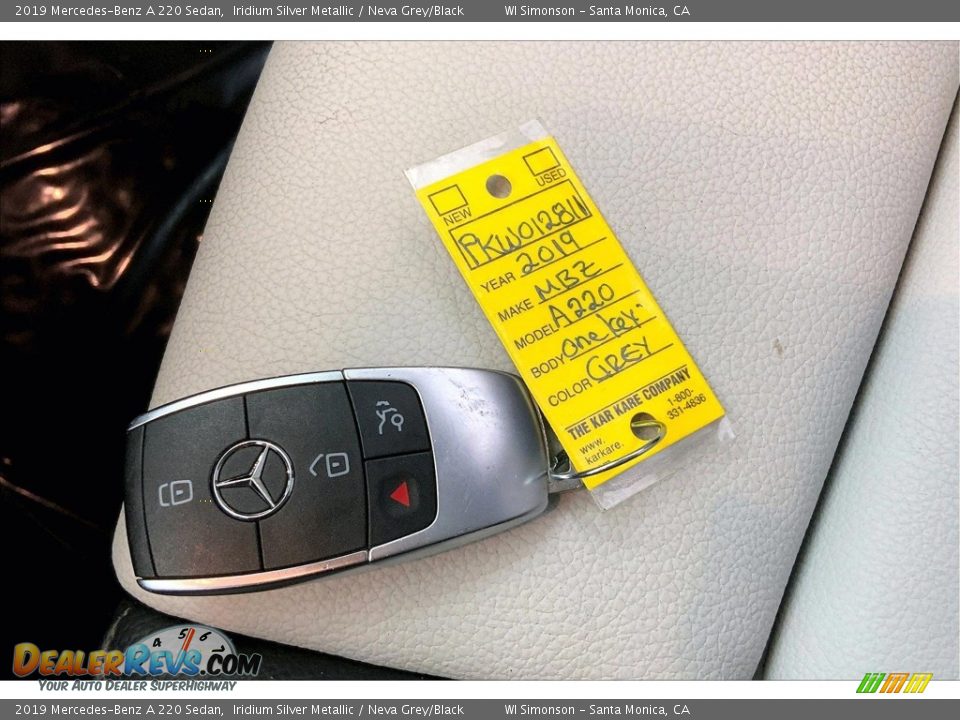 2019 Mercedes-Benz A 220 Sedan,  Iridium Silver Metallic / Neva Grey/Black  WI Simonson - Santa Monica, CA
NEW USED
YEAR 2019
MAKE MBZ
MODEL A220
BODY One key
COLOR GREY
THE KAR KARE COMPANY
www.
karkare.
1-800-
331-4836
4 5 6
DEALERREVS.COM
YOUR AUTO DEALER SUPERHIGHWAY
2019 Mercedes-Benz A 220 Sedan,  Iridium Silver Metallic / Neva Grey/Black  WI Simonson - Santa Monica, CA